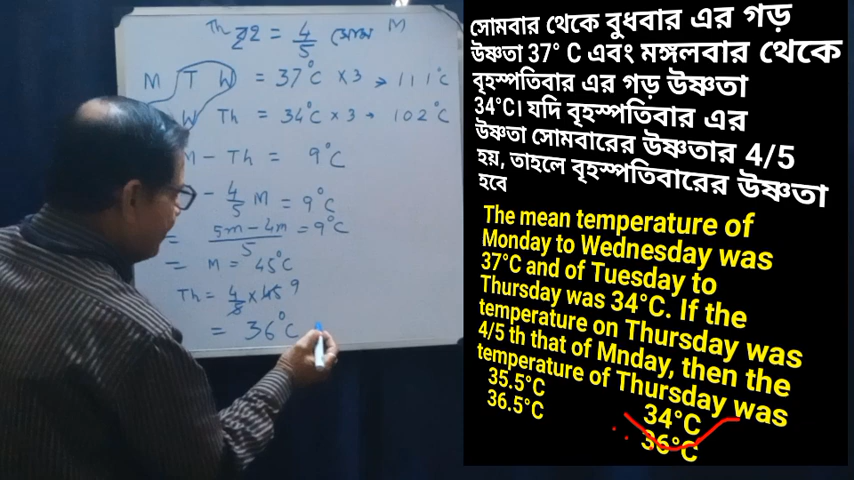 Th হবে = 4/5 সোম M
M T W = 37°C × 3 → 111°C
W Th = 34°C × 3 → 102°C
M - Th = 9°C
- 4/5 M = 9°C
= 5m - 4m / 5 = 9°C
= M = 45°C
Th = 4/5 × 45 9
= 36°C
সোমবার থেকে বুধবার এর গড়
উষ্ণতা 37° C এবং মঙ্গলবার থেকে
বৃহস্পতিবার এর গড় উষ্ণতা
34°C। যদি বৃহস্পতিবার এর
উষ্ণতা সোমবারের উষ্ণতার 4/5
হয়, তাহলে বৃহস্পতিবারের উষ্ণতা
হবে
The mean temperature of
Monday to Wednesday was
37°C and of Tuesday to
Thursday was 34°C. If the
temperature on Thursday was
4/5 th that of Mnday, then the
temperature of Thursday was
35.5°C 34°C
36.5°C 36°C